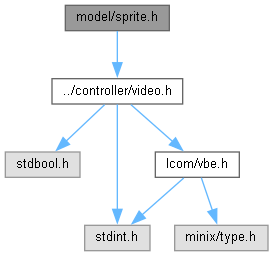 model/sprite.h
../controller/video.h
stdbool.h
lcom/vbe.h
stdint.h
minix/type.h